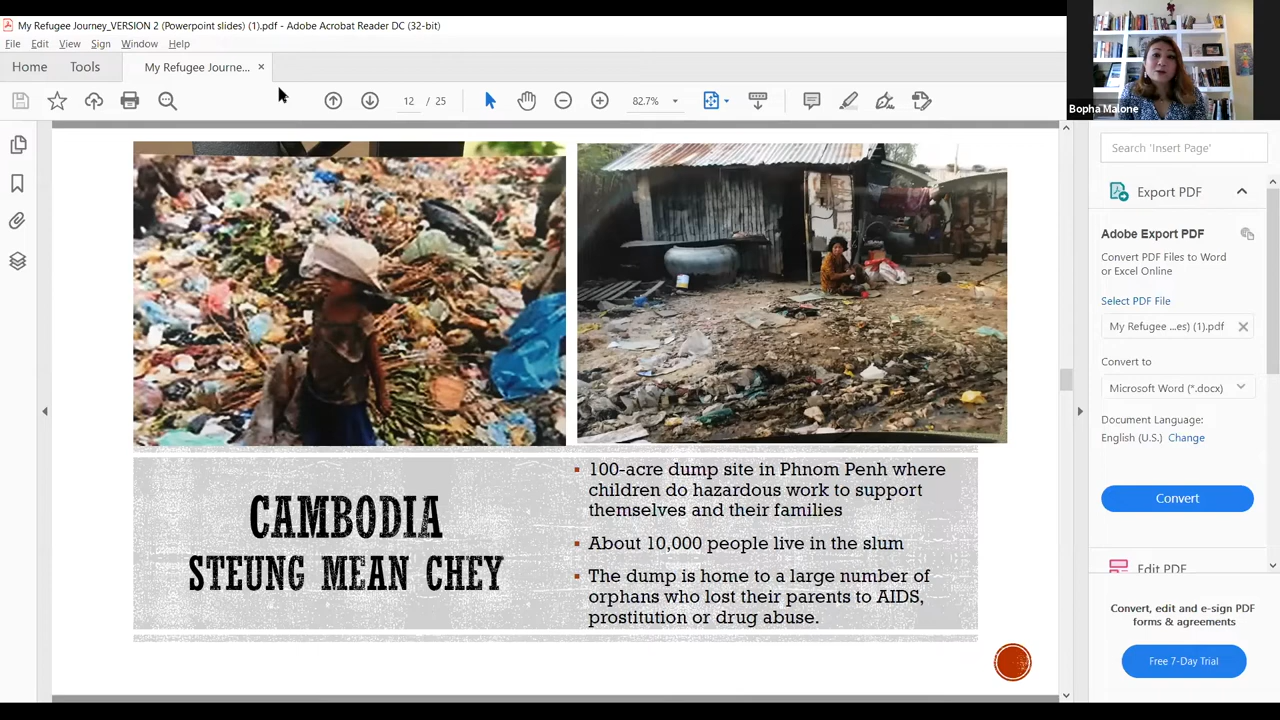 My Refugee Journey_VERSION 2 (Powerpoint slides) (1).pdf - Adobe Acrobat Reader DC (32-bit)
File Edit View Sign Window Help
Home Tools My Refugee Journe... ×
12 / 25 82.7%
Bopha Malone
Search 'Insert Page'
Export PDF
Adobe Export PDF
Convert PDF Files to Word
or Excel Online
Select PDF File
My Refugee ...es) (1).pdf
Convert to
Microsoft Word (*.docx)
Document Language:
English (U.S.) Change
Convert
Edit PDF
Convert, edit and e-sign PDF
forms & agreements
Free 7-Day Trial
CAMBODIA
STEUNG MEAN CHEY
▪ 100-acre dump site in Phnom Penh where
children do hazardous work to support
themselves and their families
▪ About 10,000 people live in the slum
▪ The dump is home to a large number of
orphans who lost their parents to AIDS,
prostitution or drug abuse.